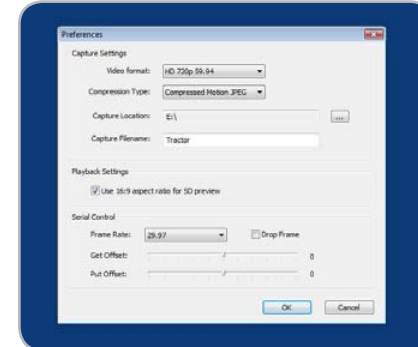 Preferences
Capture Settings
Video format: HD 720p 59.94
Compression Type: Compressed Motion JPEG
Capture Location: E:\ ...
Capture Filename: Tractor
Playback Settings
Use 16:9 aspect ratio for SD preview
Serial Control
Frame Rate: 29.97 Drop Frame
Get Offset: 0
Put Offset: 0
OK Cancel